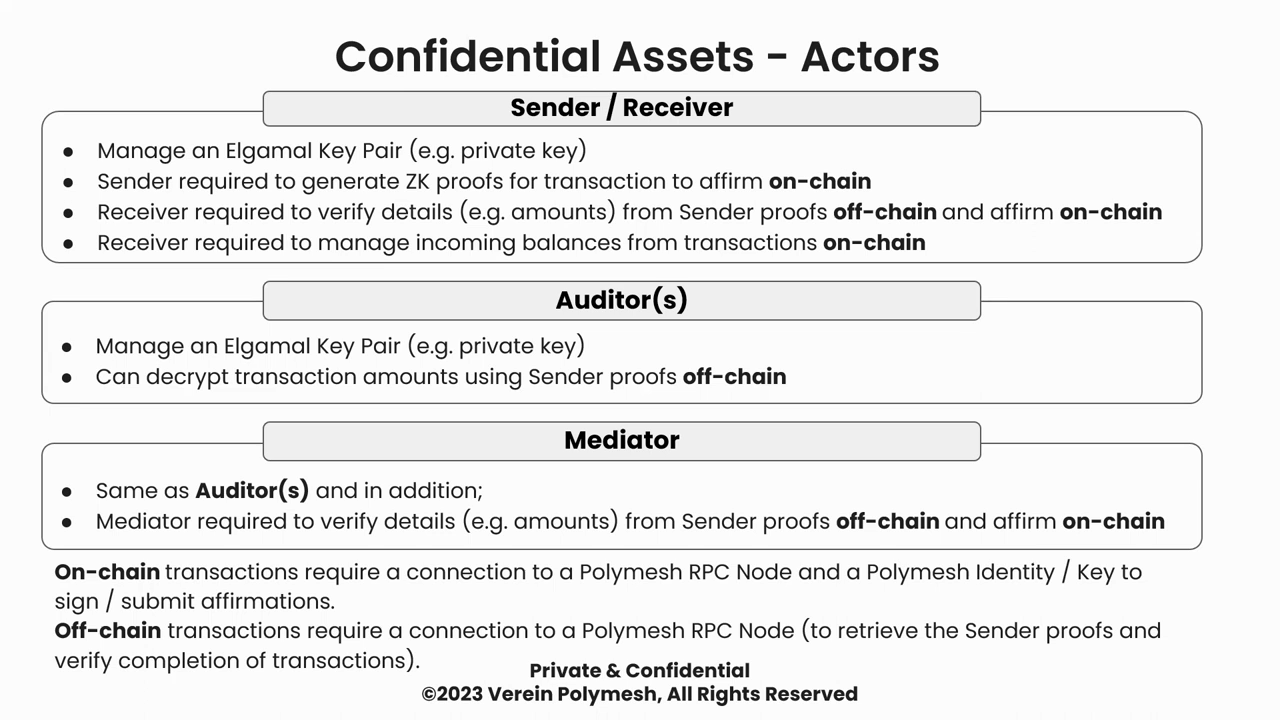 Confidential Assets - Actors
Sender / Receiver
● Manage an Elgamal Key Pair (e.g. private key)
● Sender required to generate ZK proofs for transaction to affirm on-chain
● Receiver required to verify details (e.g. amounts) from Sender proofs off-chain and affirm on-chain
● Receiver required to manage incoming balances from transactions on-chain
Auditor(s)
● Manage an Elgamal Key Pair (e.g. private key)
● Can decrypt transaction amounts using Sender proofs off-chain
Mediator
● Same as Auditor(s) and in addition;
● Mediator required to verify details (e.g. amounts) from Sender proofs off-chain and affirm on-chain
On-chain transactions require a connection to a Polymesh RPC Node and a Polymesh Identity / Key to
sign / submit affirmations.
Off-chain transactions require a connection to a Polymesh RPC Node (to retrieve the Sender proofs and
verify completion of transactions).
Private & Confidential
©2023 Verein Polymesh, All Rights Reserved